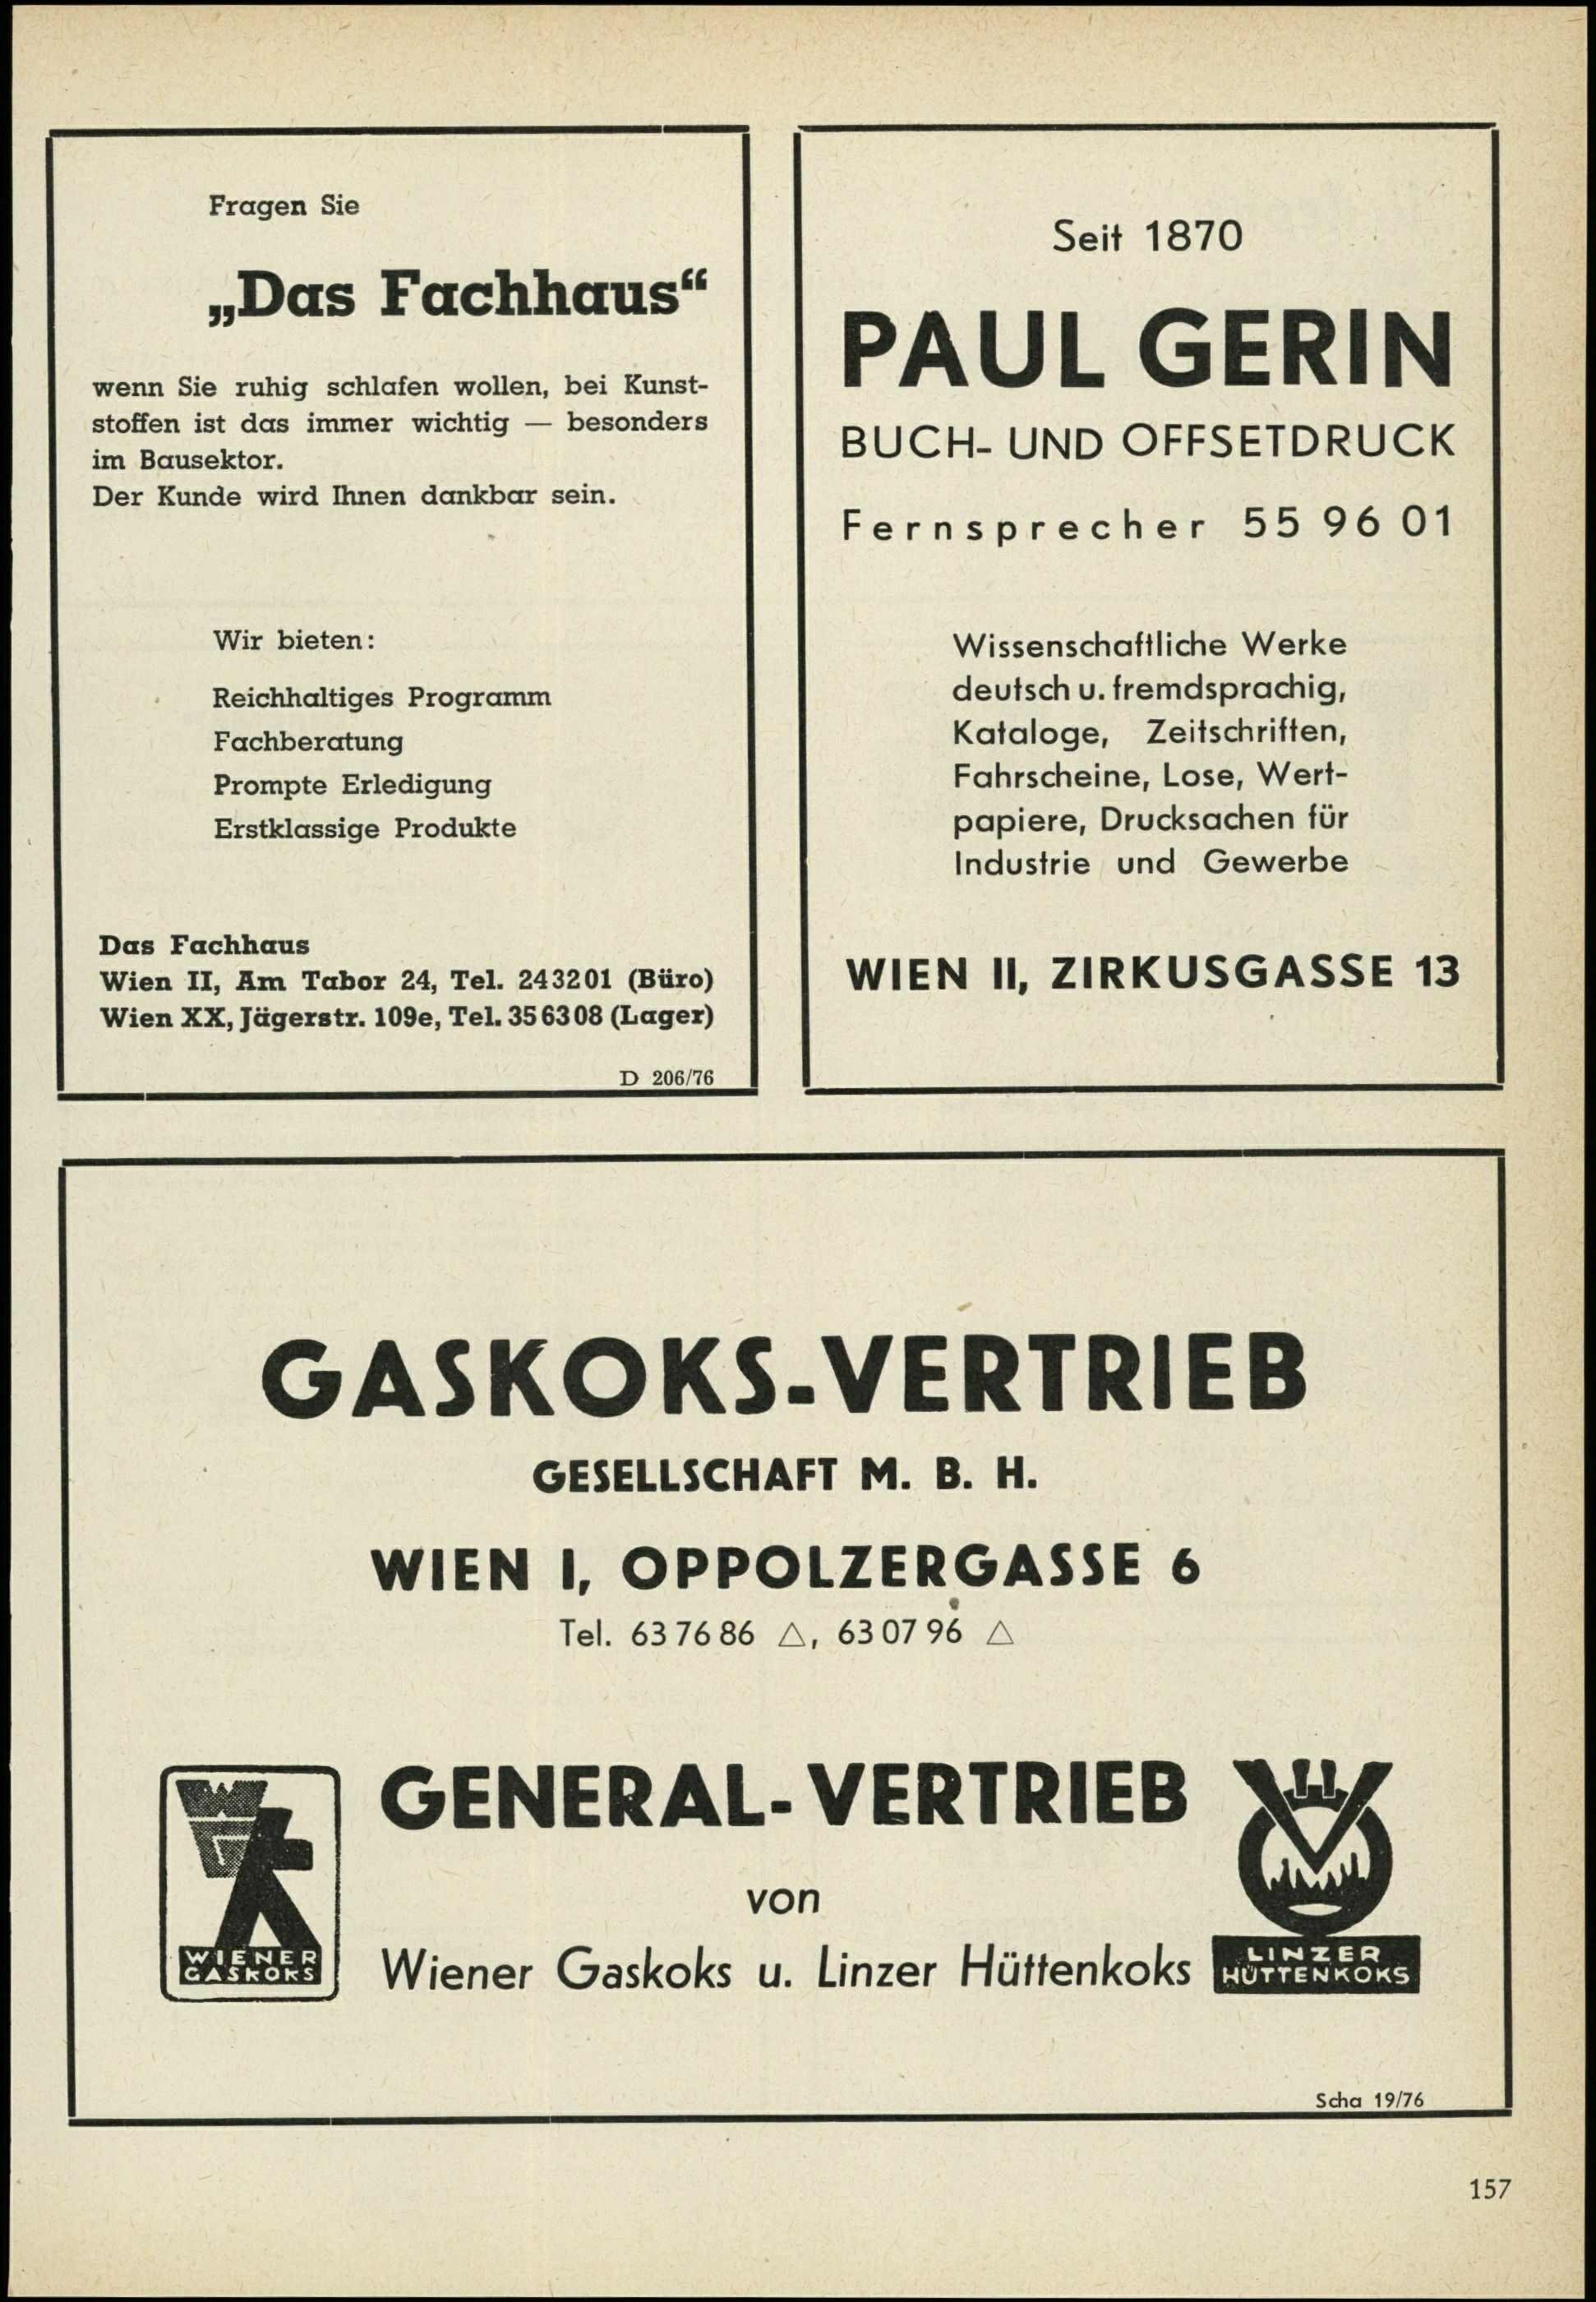 Fragen Sie
„Das Fachhaus“
wenn Sie ruhig schlafen wollen, bei Kunst-
stoffen ist das immer wichtig — besonders
im Bausektor.
Der Kunde wird Ihnen dankbar sein.
Wir bieten:
Reichhaltiges Programm
Fachberatung
Prompte Erledigung
Erstklassige Produkte
Das Fachhaus
Wien II, Am Tabor 24, Tel. 243201 (Büro)
Wien XX, Jägerstr. 109e, Tel. 356308 (Lager)
D 206/76
Seit 1870
PAUL GERIN
BUCH- UND OFFSETDRUCK
Fernsprecher 55 96 01
Wissenschaftliche Werke
deutsch u. fremdsprachig,
Kataloge, Zeitschriften,
Fahrscheine, Lose, Wert-
papiere, Drucksachen für
Industrie und Gewerbe
WIEN II, ZIRKUSGASSE 13
GASKOKS-VERTRIEB
GESELLSCHAFT M. B. H.
WIEN I, OPPOLZERGASSE 6
Tel. 63 76 86 △, 63 07 96 △
GENERAL-VERTRIEB
von
Wiener Gaskoks u. Linzer Hüttenkoks
WG
WIENER
GASKOKS
LINZER
HÜTTENKOKS
Scha 19/76
157